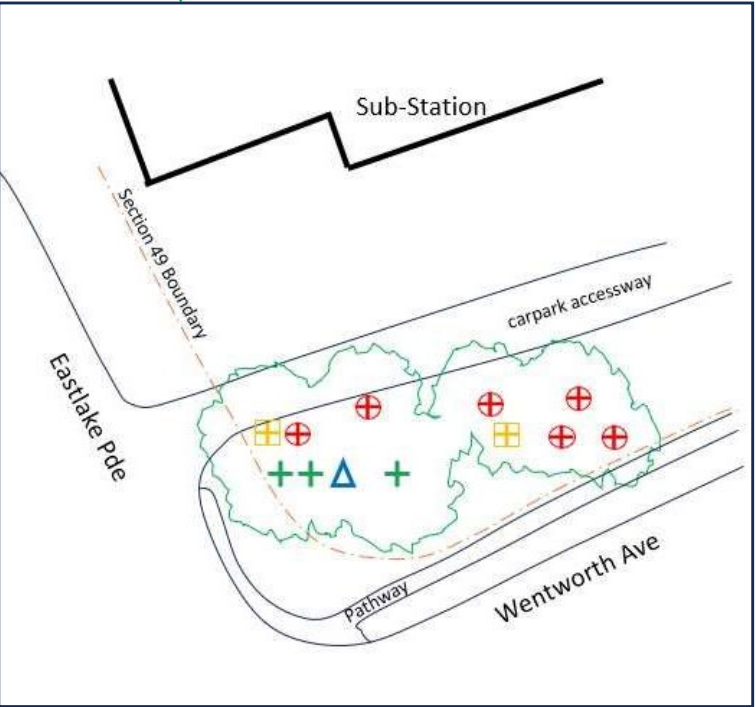 Sub-Station
Section 49 Boundary
carpark accessway
Eastlake Pde
Pathway
Wentworth Ave